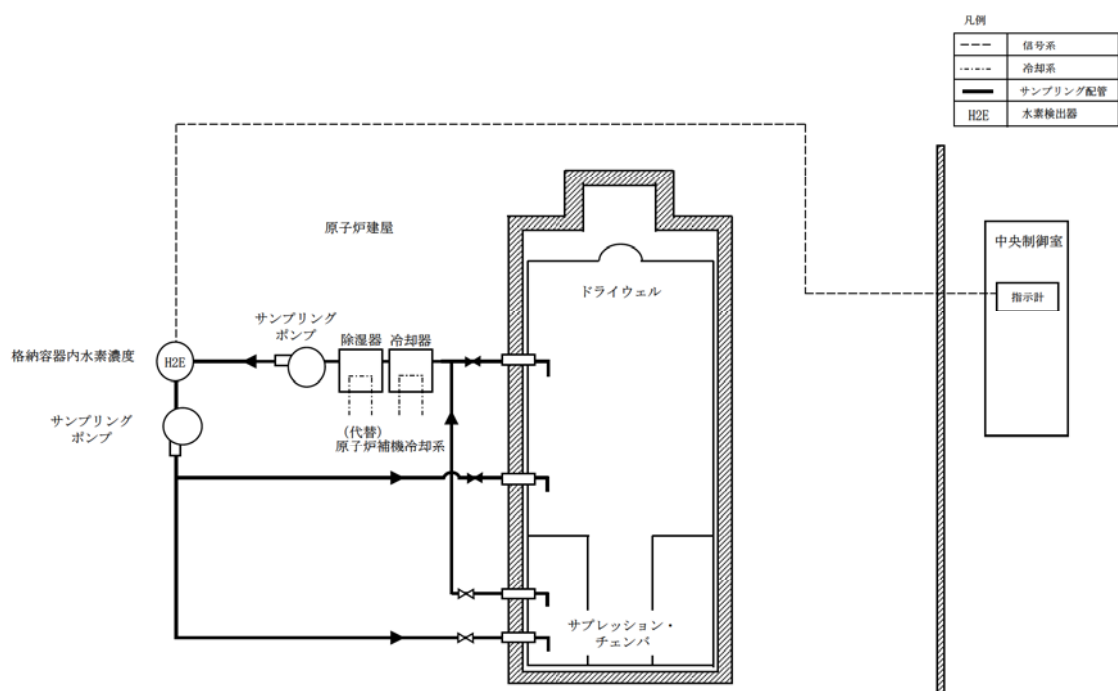 凡例
信号系
冷却系
サンプリング配管
H2E 水素検出器
原子炉建屋
中央制御室
指示計
ドライウェル
サンプリング
ポンプ
除湿器 冷却器
格納容器内水素濃度
H2E
サンプリング
ポンプ
(代替)
原子炉補機冷却系
サプレッション・
チェンバ